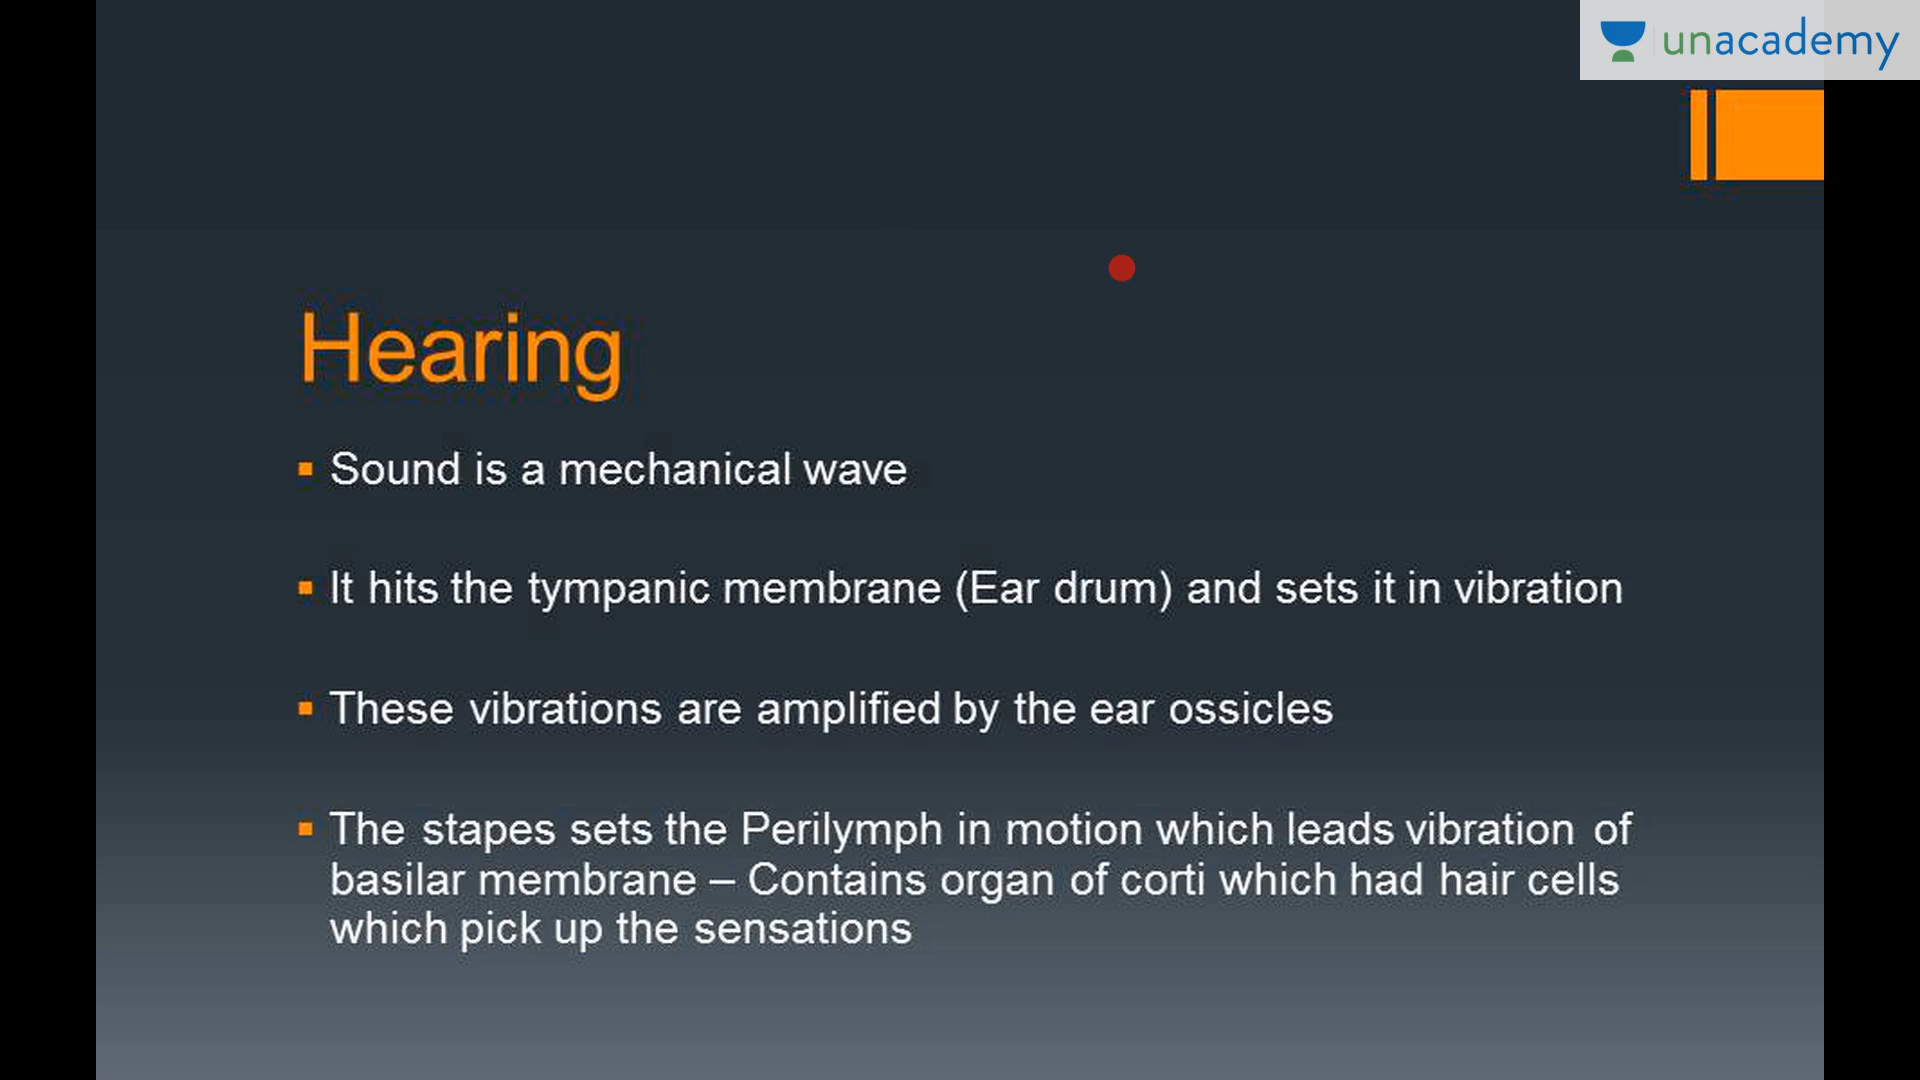 unacademy
Hearing
Sound is a mechanical wave
It hits the tympanic membrane (Ear drum) and sets it in vibration
These vibrations are amplified by the ear ossicles
The stapes sets the Perilymph in motion which leads vibration of
basilar membrane – Contains organ of corti which had hair cells
which pick up the sensations